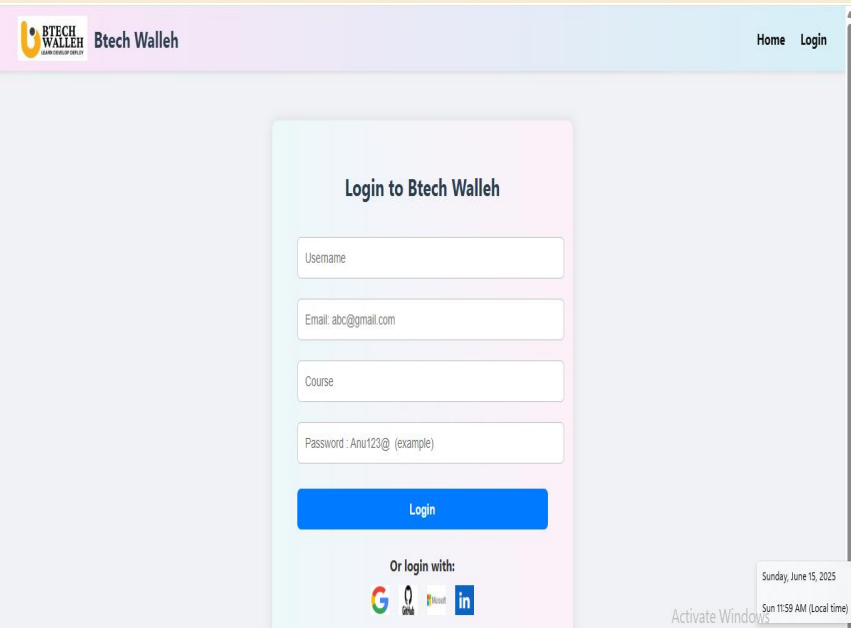 BTECH
WALLEH
LEARN DEVELOP DEPLOY
Btech Walleh
Home
Login
Login to Btech Walleh
Username
Email: abc@gmail.com
Course
Password : Anu123@ (example)
Login
Or login with:
GitHub
Microsoft
in
Sunday, June 15, 2025
Sun 11:59 AM (Local time)
Activate Windows